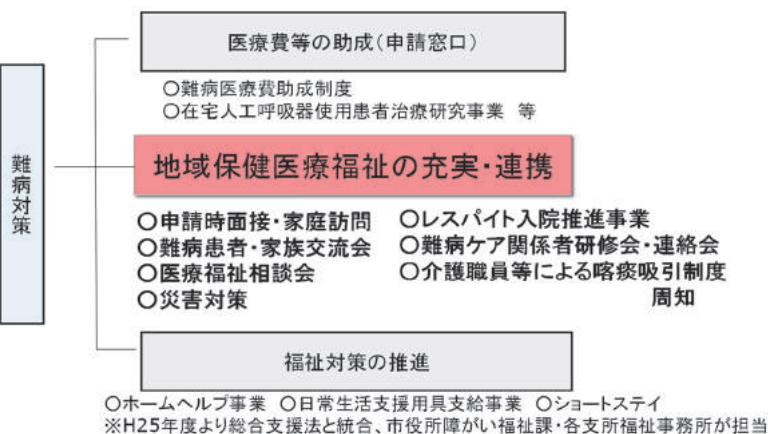 難病対策
医療費等の助成(申請窓口)
○難病医療費助成制度
○在宅人工呼吸器使用患者治療研究事業 等
地域保健医療福祉の充実・連携
○申請時面接・家庭訪問
○難病患者・家族交流会
○医療福祉相談会
○災害対策
○レスパイト入院推進事業
○難病ケア関係者研修会・連絡会
○介護職員等による喀痰吸引制度
周知
福祉対策の推進
○ホームヘルプ事業 ○日常生活支援用具支給事業 ○ショートステイ
※H25年度より総合支援法と統合、市役所障がい福祉課・各支所福祉事務所が担当